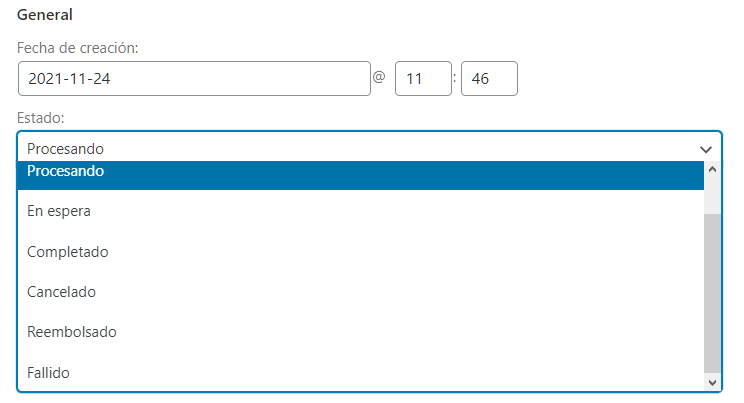 General
Fecha de creación:
2021-11-24 @ 11 : 46
Estado:
Procesando
Procesando
En espera
Completado
Cancelado
Reembolsado
Fallido